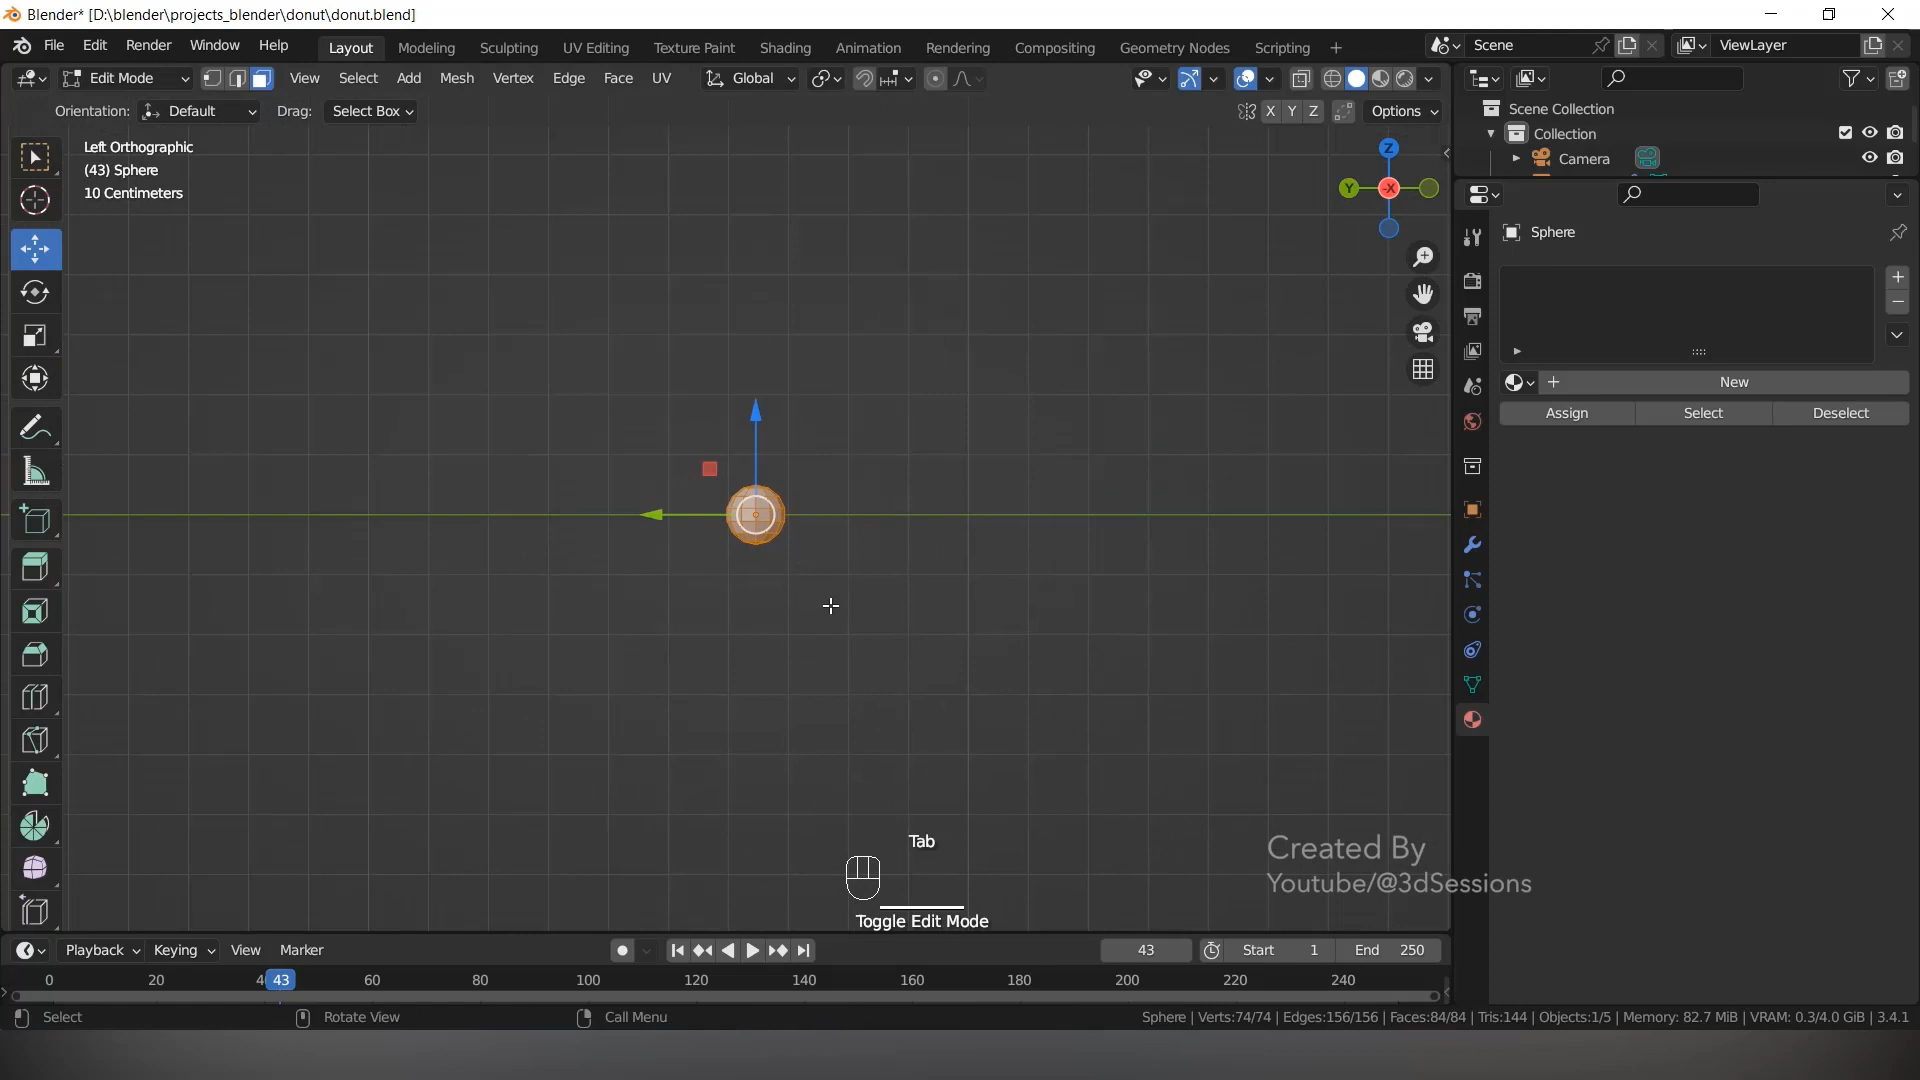 Blender* [D:\blender\projects_blender\donut\donut.blend]
File Edit Render Window Help Layout Modeling Sculpting UV Editing Texture Paint Shading Animation Rendering Compositing Geometry Nodes Scripting + Scene ViewLayer
Edit Mode View Select Add Mesh Vertex Edge Face UV Global
Orientation: Default Drag: Select Box X Y Z Options
Scene Collection
Collection
Camera
Left Orthographic
(43) Sphere
10 Centimeters
Z
Y -X
Sphere
New
Assign Select Deselect
Tab
Toggle Edit Mode
Created By
Youtube/@3dSessions
Playback Keying View Marker 43 Start 1 End 250
0 20 4 43 60 80 100 120 140 160 180 200 220 240
Select Rotate View Call Menu Sphere | Verts:74/74 | Edges:156/156 | Faces:84/84 | Tris:144 | Objects:1/5 | Memory: 82.7 MiB | VRAM: 0.3/4.0 GiB | 3.4.1